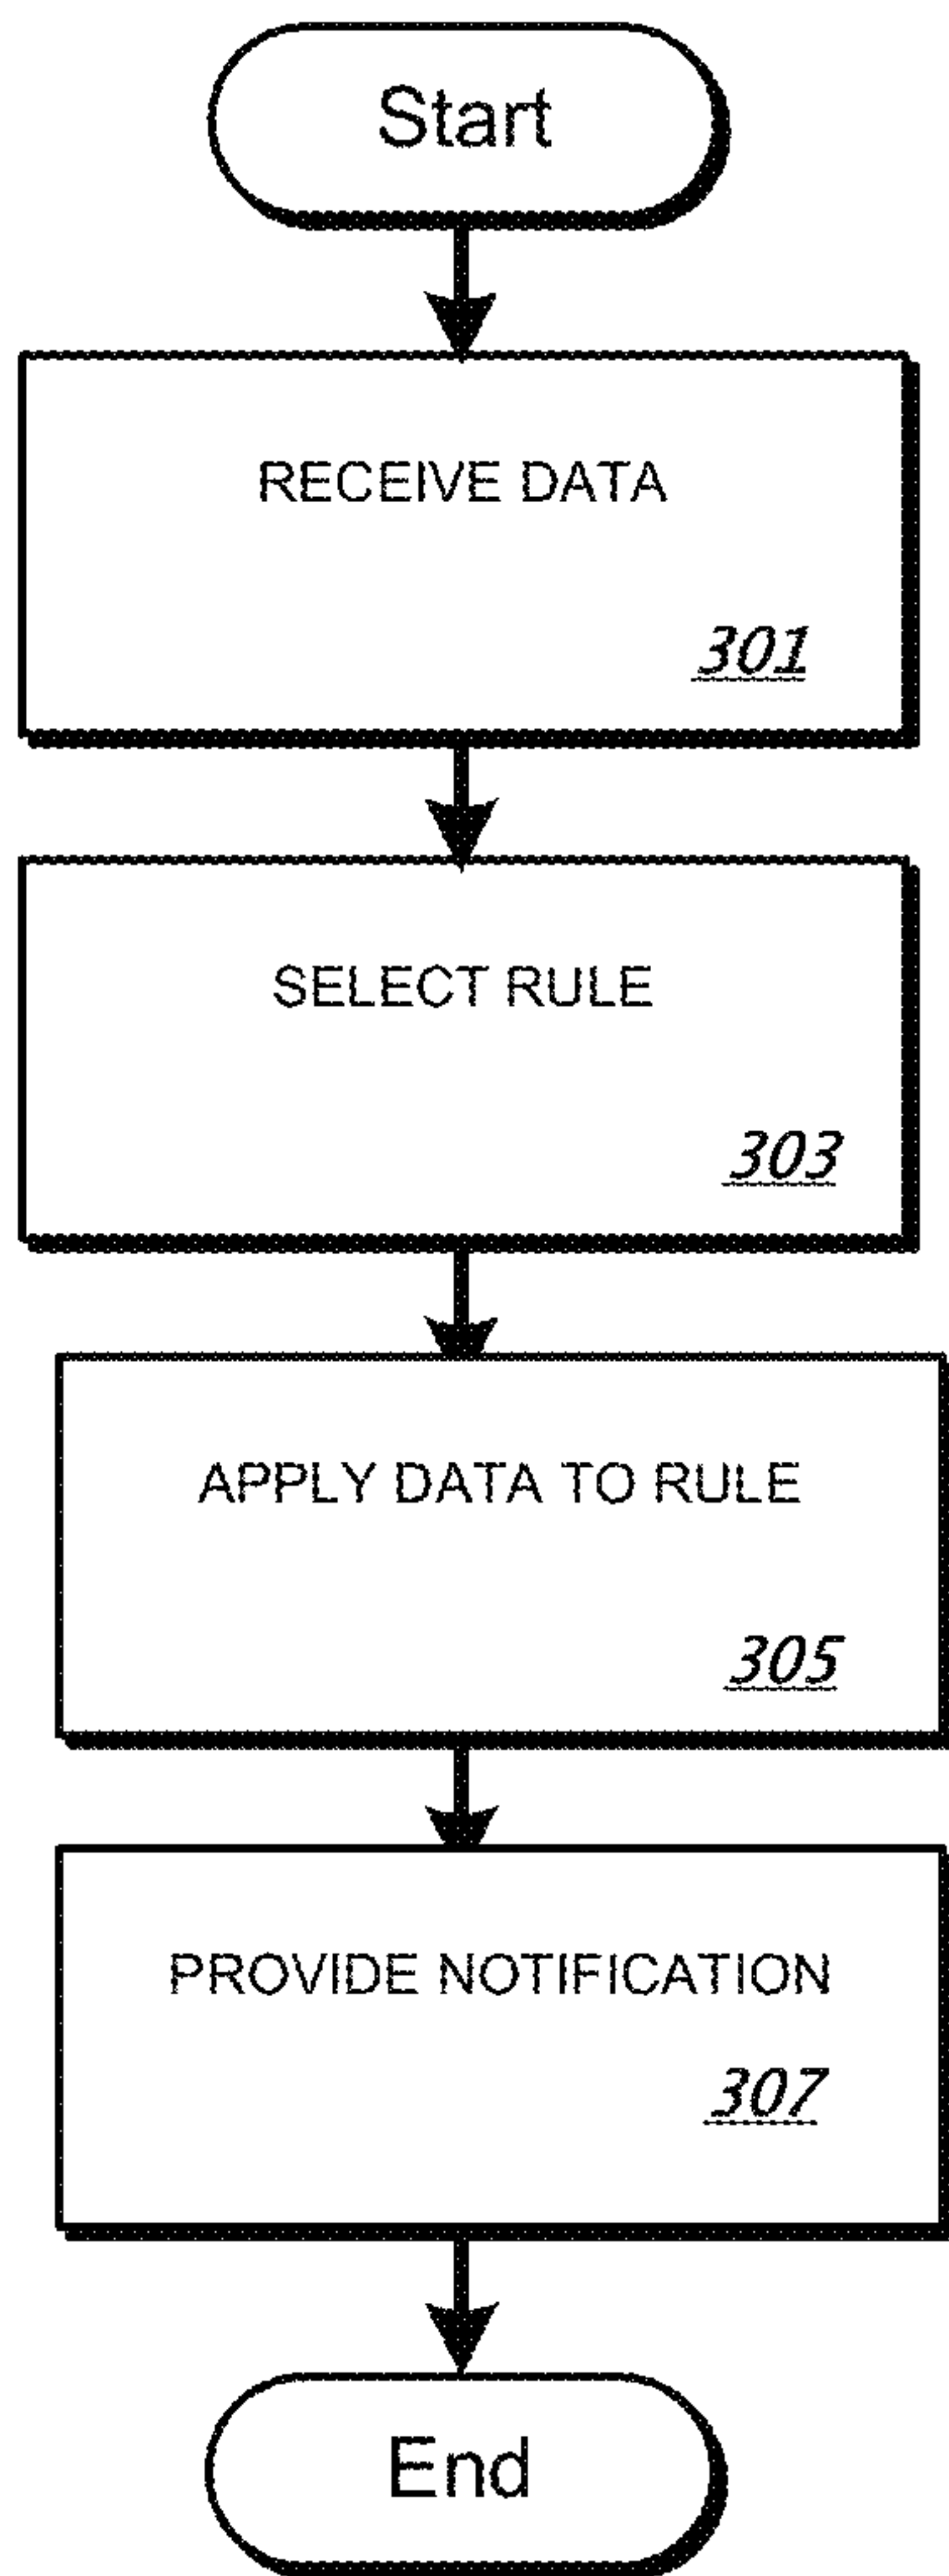 Start
RECEIVE DATA
301
SELECT RULE
303
APPLY DATA TO RULE
305
PROVIDE NOTIFICATION
307
End